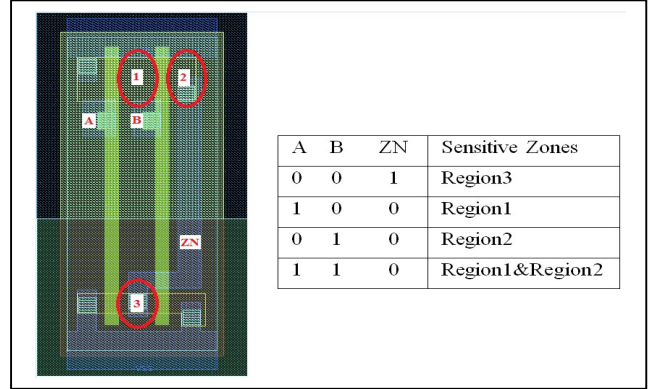 1
2
A
B
ZN
3
A B ZN Sensitive Zones
0 0 1 Region3
1 0 0 Region1
0 1 0 Region2
1 1 0 Region1&Region2